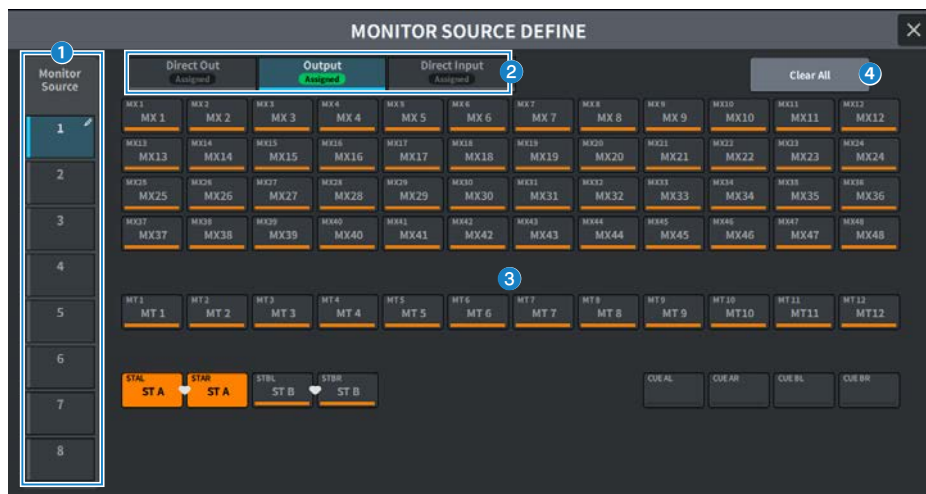 MONITOR SOURCE DEFINE
1
Monitor
Source
Direct Out
Assigned
Output
Assigned
Direct Input
Assigned
2
Clear All
4
1
2
3
4
5
6
7
8
MX1 MX2 MX3 MX4 MX5 MX6 MX7 MX8 MX9 MX10 MX11 MX12
MX 1 MX 2 MX 3 MX 4 MX 5 MX 6 MX 7 MX 8 MX 9 MX10 MX11 MX12
MX13 MX14 MX15 MX16 MX17 MX18 MX19 MX20 MX21 MX22 MX23 MX24
MX13 MX14 MX15 MX16 MX17 MX18 MX19 MX20 MX21 MX22 MX23 MX24
MX25 MX26 MX27 MX28 MX29 MX30 MX31 MX32 MX33 MX34 MX35 MX36
MX25 MX26 MX27 MX28 MX29 MX30 MX31 MX32 MX33 MX34 MX35 MX36
MX37 MX38 MX39 MX40 MX41 MX42 MX43 MX44 MX45 MX46 MX47 MX48
MX37 MX38 MX39 MX40 MX41 MX42 MX43 MX44 MX45 MX46 MX47 MX48
3
MT1 MT2 MT3 MT4 MT5 MT6 MT7 MT8 MT9 MT10 MT11 MT12
MT 1 MT 2 MT 3 MT 4 MT 5 MT 6 MT 7 MT 8 MT 9 MT10 MT11 MT12
STAL STAR STBL STBR CUE AL CUE AR CUE BL CUE BR
ST A ST A ST B ST B